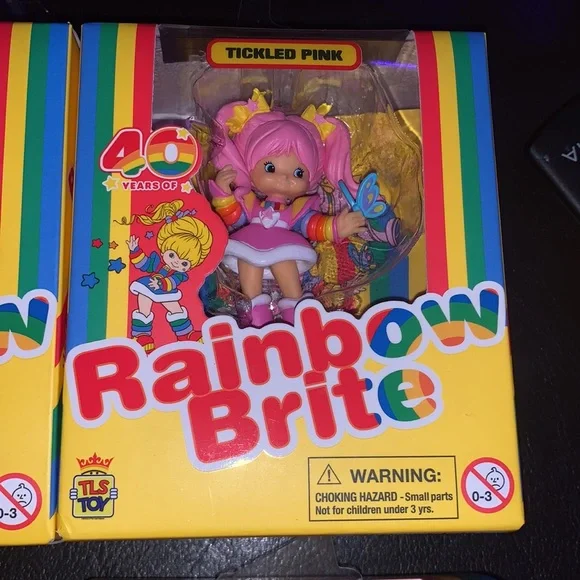 TICKLED PINK
40
YEARS OF
Rainbow
Brite
TLS
TOY
WARNING:
CHOKING HAZARD - Small parts
Not for children under 3 yrs.
0-3
W
0-3